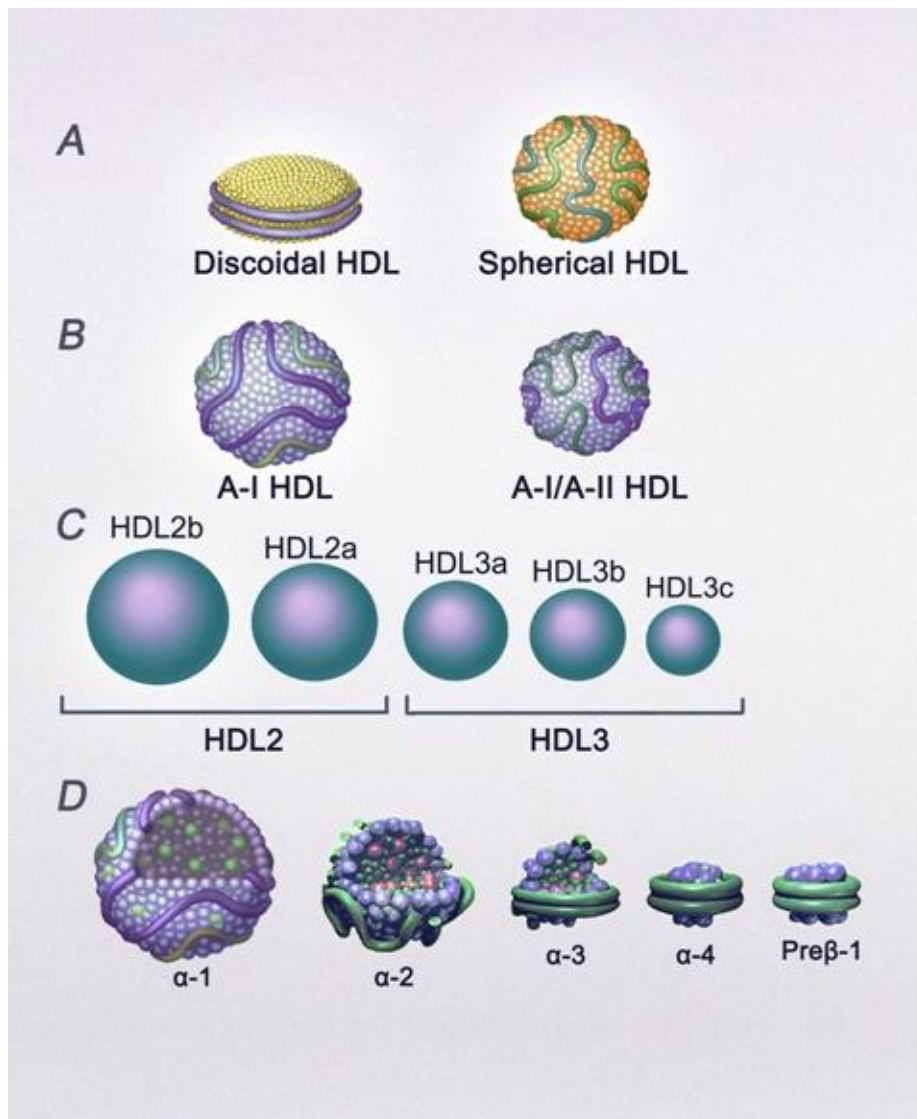 A
Discoidal HDL
Spherical HDL
B
A-I HDL
A-I/A-II HDL
C
HDL2b
HDL2a
HDL3a
HDL3b
HDL3c
HDL2
HDL3
D
α-1
α-2
α-3
α-4
Preβ-1